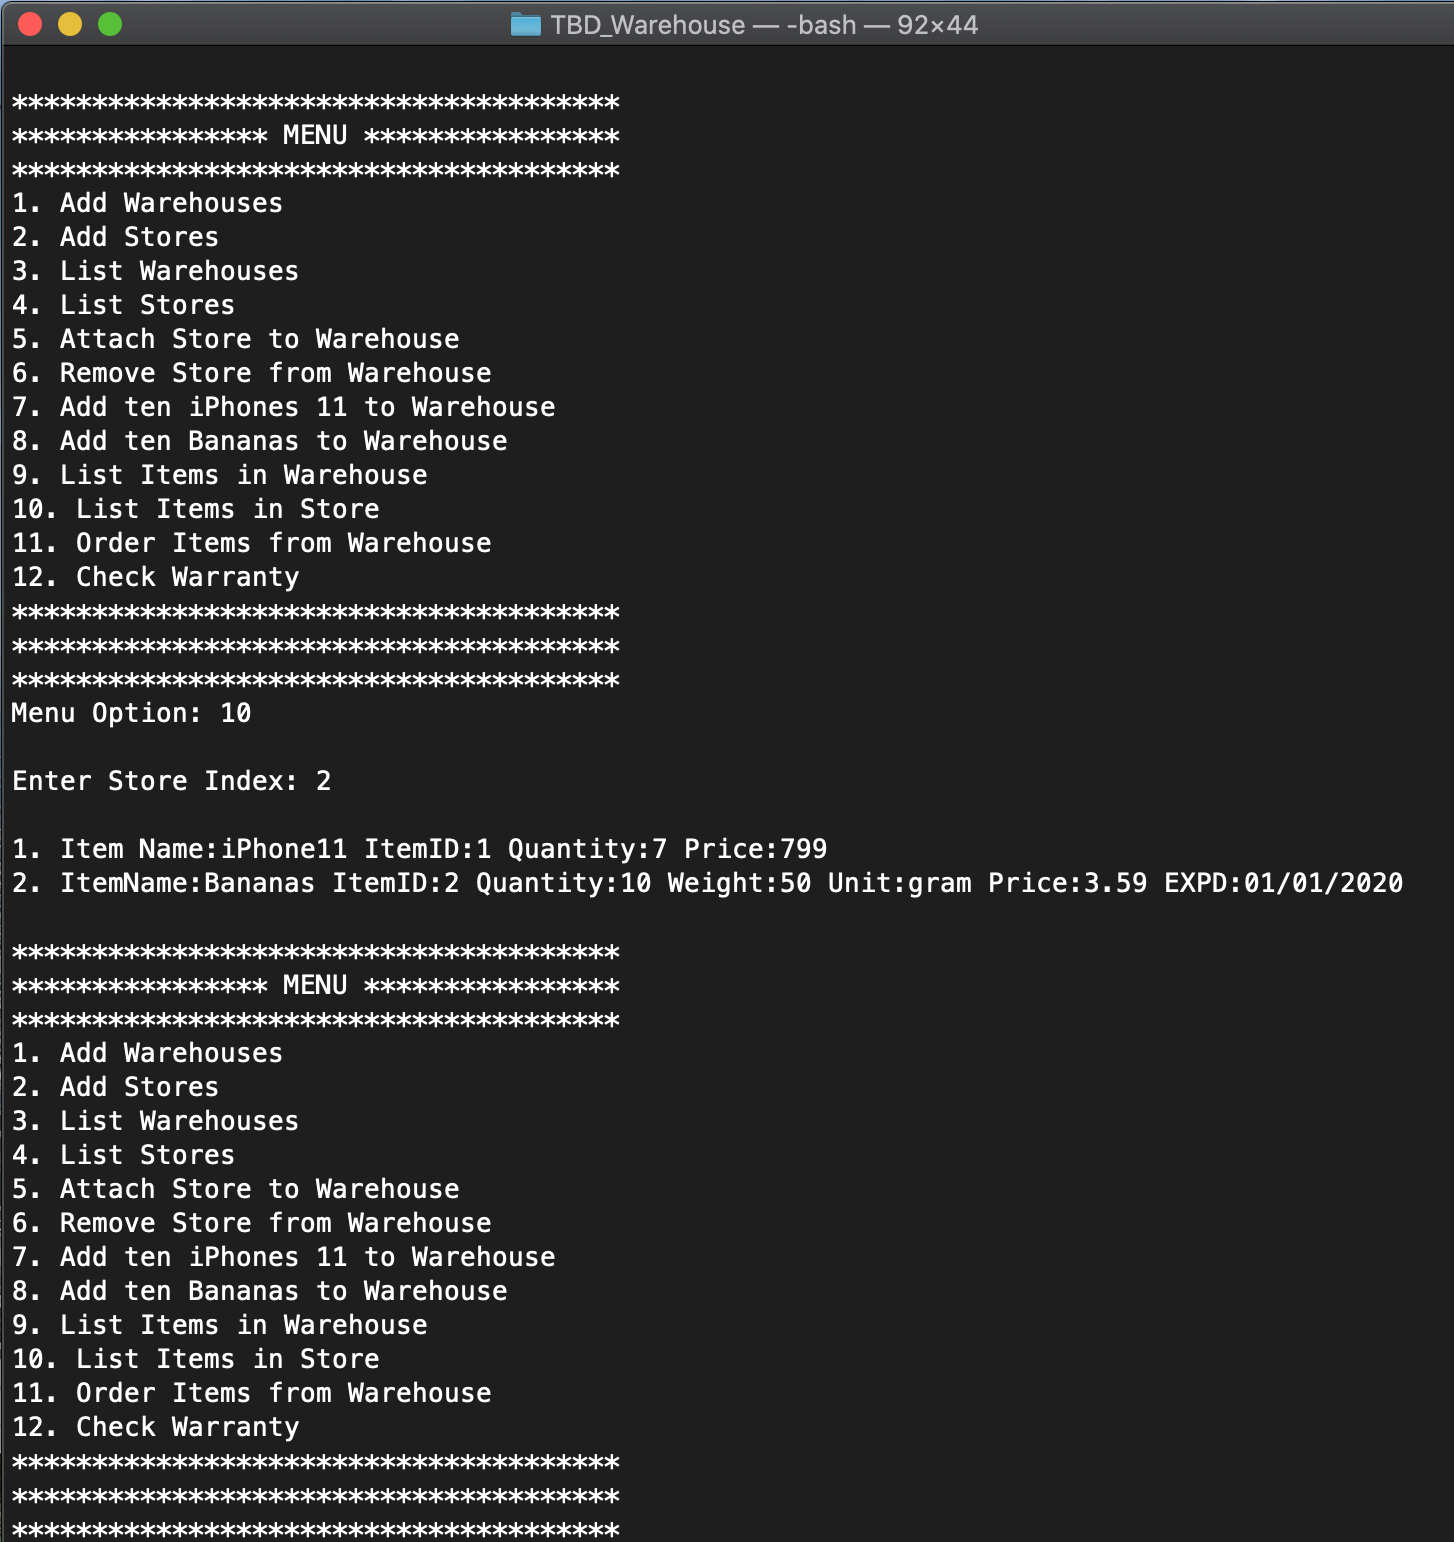 TBD_Warehouse — -bash — 92×44
**************************************
**************** MENU ****************
**************************************
1. Add Warehouses
2. Add Stores
3. List Warehouses
4. List Stores
5. Attach Store to Warehouse
6. Remove Store from Warehouse
7. Add ten iPhones 11 to Warehouse
8. Add ten Bananas to Warehouse
9. List Items in Warehouse
10. List Items in Store
11. Order Items from Warehouse
12. Check Warranty
**************************************
**************************************
**************************************
Menu Option: 10
Enter Store Index: 2
1. Item Name:iPhone11 ItemID:1 Quantity:7 Price:799
2. ItemName:Bananas ItemID:2 Quantity:10 Weight:50 Unit:gram Price:3.59 EXPD:01/01/2020
**************************************
**************** MENU ****************
**************************************
1. Add Warehouses
2. Add Stores
3. List Warehouses
4. List Stores
5. Attach Store to Warehouse
6. Remove Store from Warehouse
7. Add ten iPhones 11 to Warehouse
8. Add ten Bananas to Warehouse
9. List Items in Warehouse
10. List Items in Store
11. Order Items from Warehouse
12. Check Warranty
**************************************
**************************************
**************************************